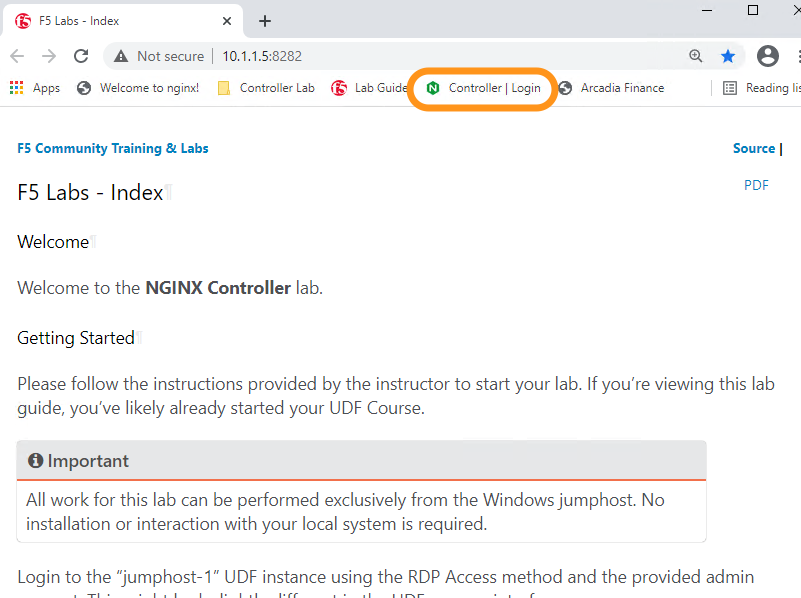 F5 Labs - Index
Not secure | 10.1.1.5:8282
Apps Welcome to nginx! Controller Lab Lab Guide Controller | Login Arcadia Finance Reading lis
F5 Community Training & Labs Source |
F5 Labs - Index¶ PDF
Welcome¶
Welcome to the NGINX Controller lab.
Getting Started¶
Please follow the instructions provided by the instructor to start your lab. If you’re viewing this lab
guide, you’ve likely already started your UDF Course.
Important
All work for this lab can be performed exclusively from the Windows jumphost. No
installation or interaction with your local system is required.
Login to the “jumphost-1” UDF instance using the RDP Access method and the provided admin